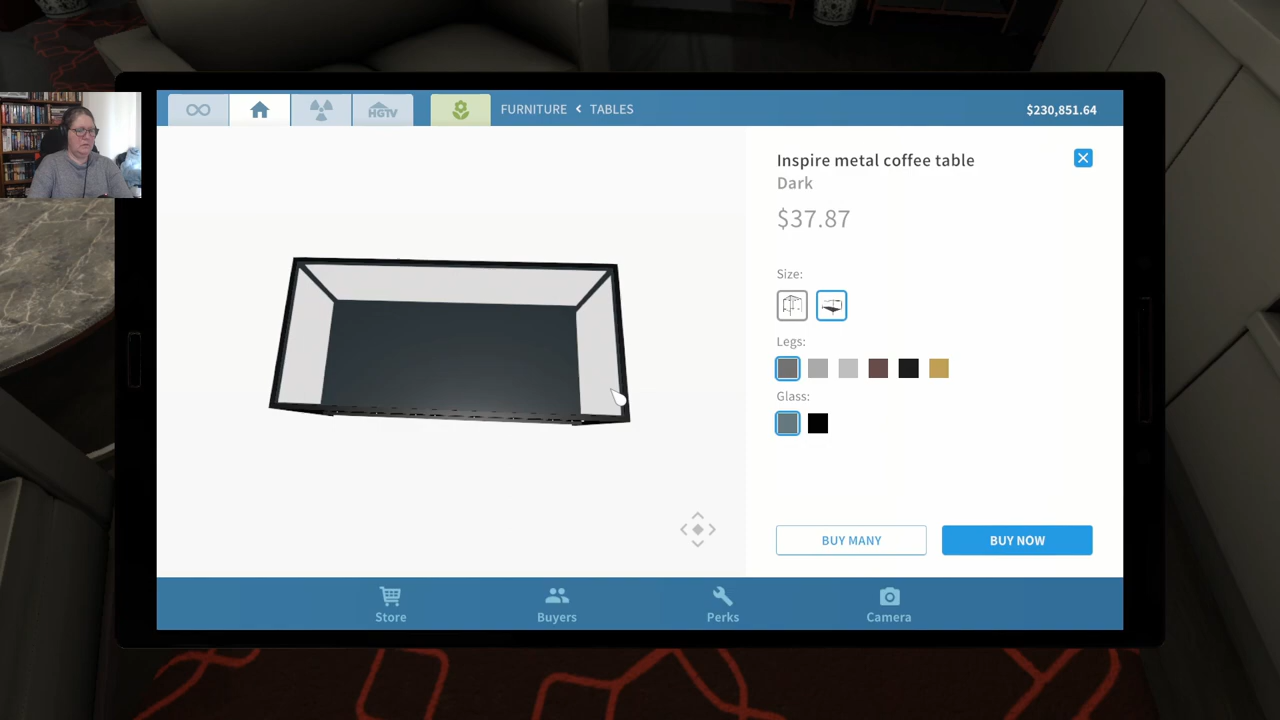 HGTV
FURNITURE < TABLES
$230,851.64
Inspire metal coffee table
Dark
$37.87
Size:
Legs:
Glass:
BUY MANY
BUY NOW
Store
Buyers
Perks
Camera